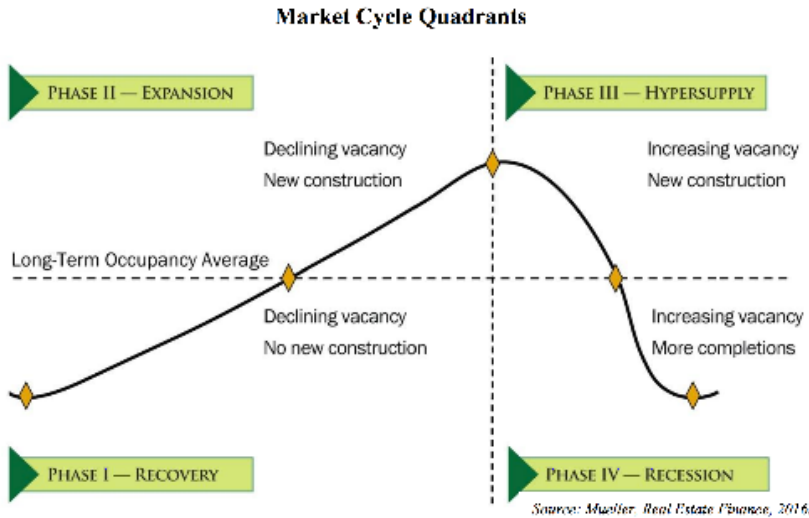 Market Cycle Quadrants
PHASE II — EXPANSION
PHASE III — HYPERSUPPLY
Declining vacancy
New construction
Increasing vacancy
New construction
Long-Term Occupancy Average
Declining vacancy
No new construction
Increasing vacancy
More completions
PHASE I — RECOVERY
PHASE IV — RECESSION
Source: Mueller, Real Estate Finance, 2016